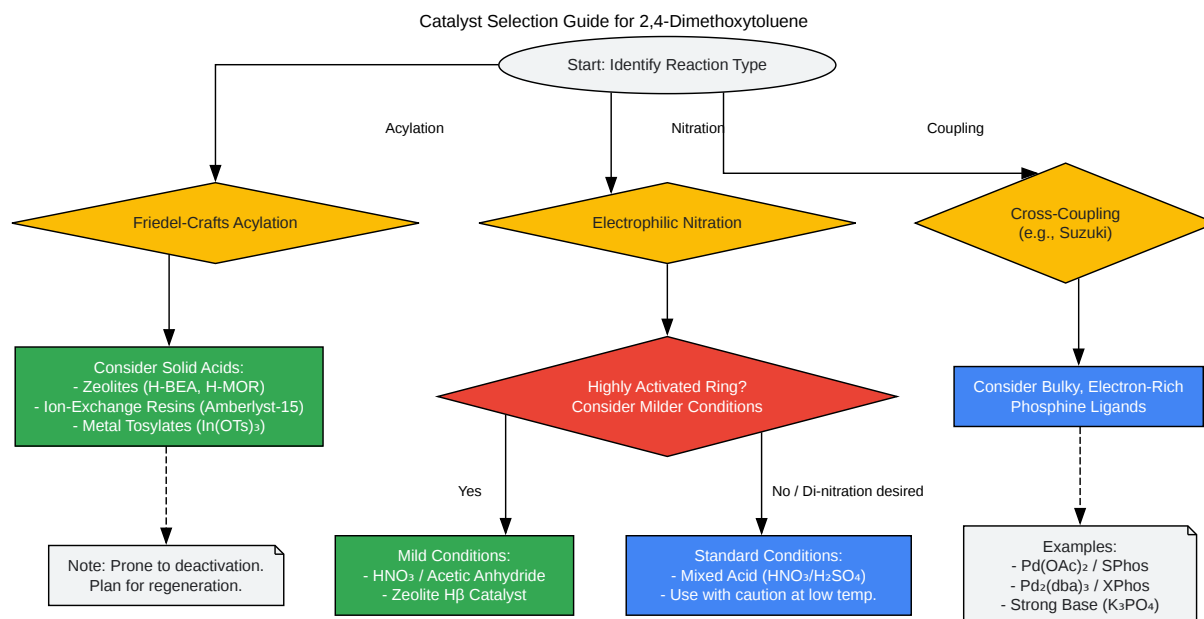 Catalyst Selection Guide for 2,4-Dimethoxytoluene
Start: Identify Reaction Type
Acylation
Nitration
Coupling
Friedel-Crafts Acylation
Electrophilic Nitration
Cross-Coupling
(e.g., Suzuki)
Consider Solid Acids:
- Zeolites (H-BEA, H-MOR)
- Ion-Exchange Resins (Amberlyst-15)
- Metal Tosylates (In(OTs)₃)
Highly Activated Ring?
Consider Milder Conditions
Consider Bulky, Electron-Rich
Phosphine Ligands
Yes
No / Di-nitration desired
Note: Prone to deactivation.
Plan for regeneration.
Mild Conditions:
- HNO₃ / Acetic Anhydride
- Zeolite Hβ Catalyst
Standard Conditions:
- Mixed Acid (HNO₃/H₂SO₄)
- Use with caution at low temp.
Examples:
- Pd(OAc)₂ / SPhos
- Pd₂(dba)₃ / XPhos
- Strong Base (K₃PO₄)